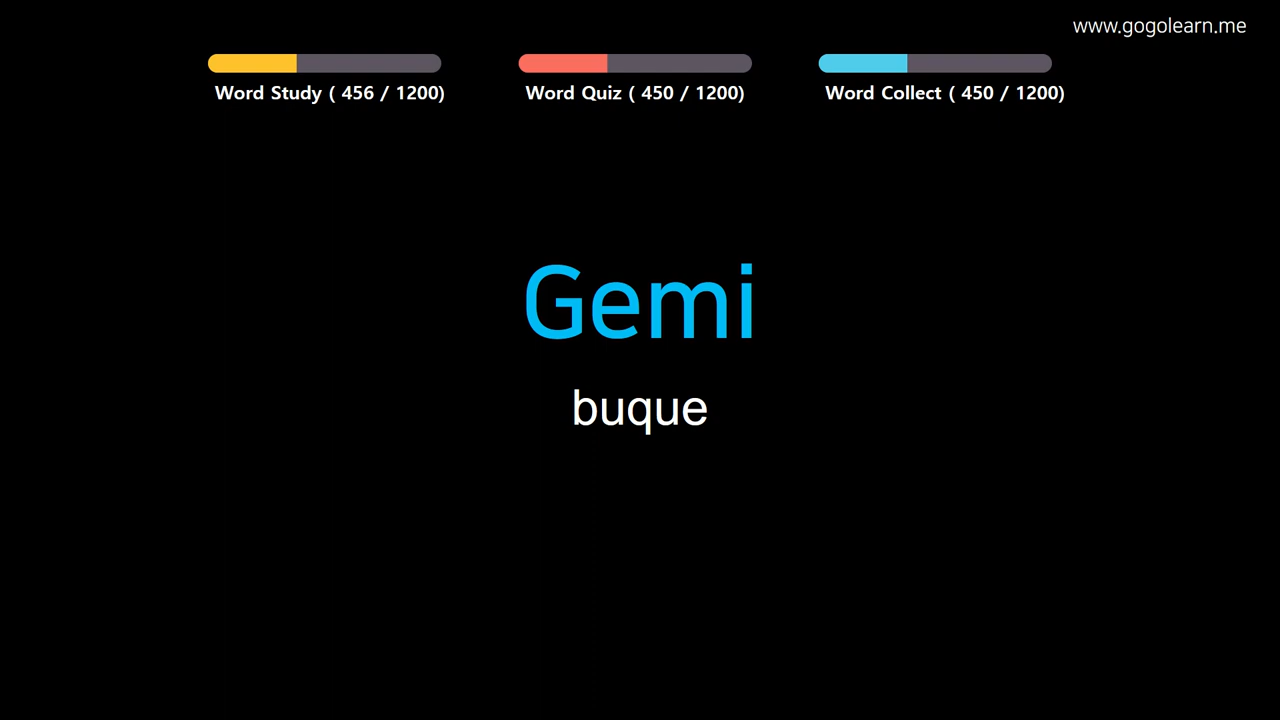 www.gogolearn.me
Word Study ( 456 / 1200)
Word Quiz ( 450 / 1200)
Word Collect ( 450 / 1200)
Gemi
buque